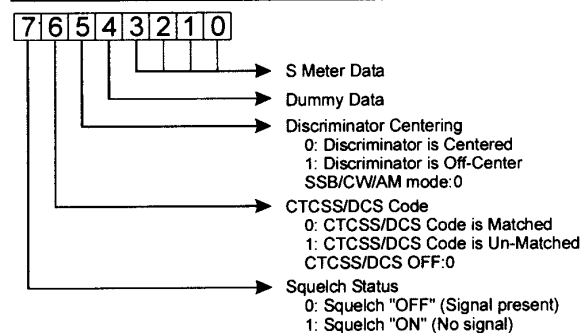 7 6 5 4 3 2 1 0
S Meter Data
Dummy Data
Discriminator Centering
0: Discriminator is Centered
1: Discriminator is Off-Center
SSB/CW/AM mode:0
CTCSS/DCS Code
0: CTCSS/DCS Code is Matched
1: CTCSS/DCS Code is Un-Matched
CTCSS/DCS OFF:0
Squelch Status
0: Squelch "OFF" (Signal present)
1: Squelch "ON" (No signal)